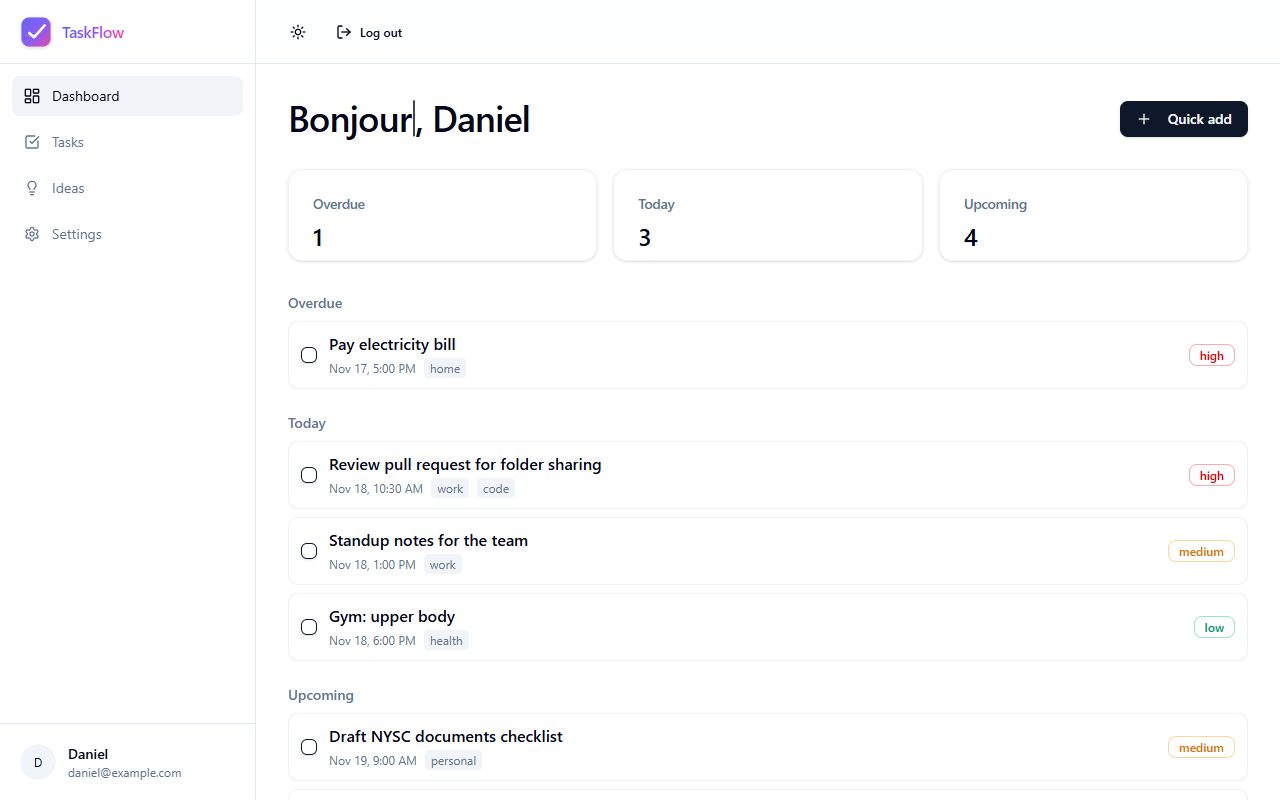 TaskFlow
Log out
Dashboard
Tasks
Ideas
Settings
Bonjour, Daniel
Quick add
Overdue
1
Today
3
Upcoming
4
Overdue
Pay electricity bill
Nov 17, 5:00 PM home
high
Today
Review pull request for folder sharing
Nov 18, 10:30 AM work code
high
Standup notes for the team
Nov 18, 1:00 PM work
medium
Gym: upper body
Nov 18, 6:00 PM health
low
Upcoming
Draft NYSC documents checklist
Nov 19, 9:00 AM personal
medium
D
Daniel
daniel@example.com